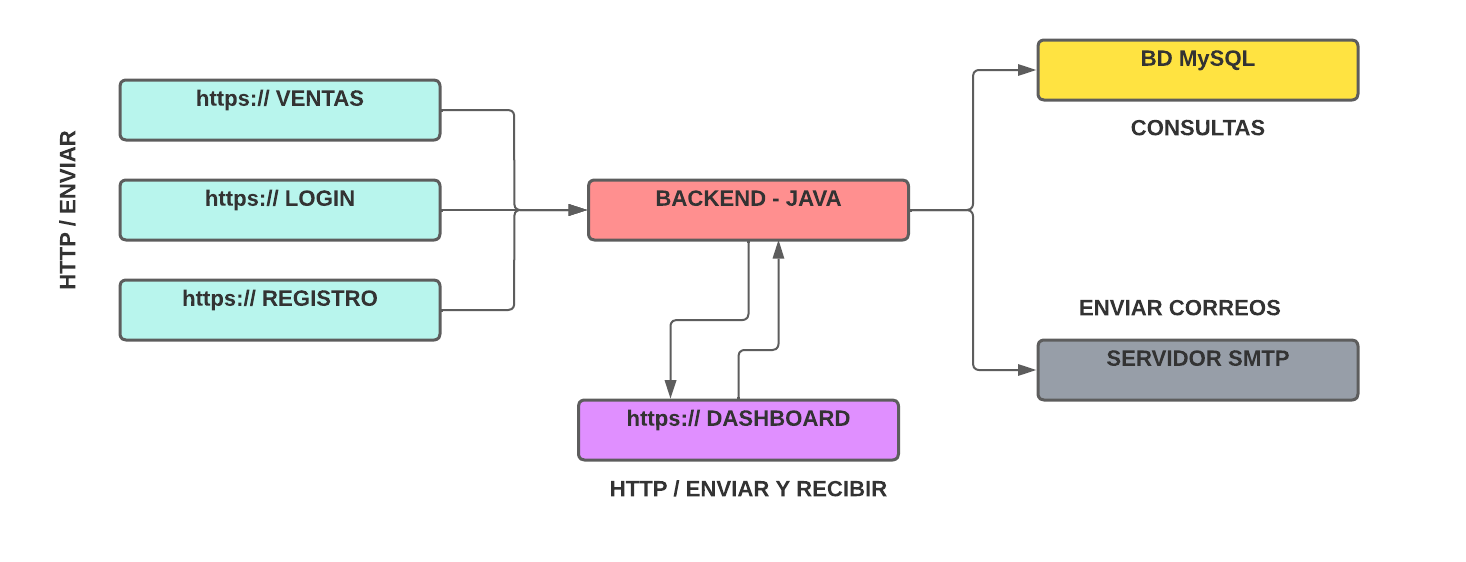 HTTP / ENVIAR
https:// VENTAS
https:// LOGIN
https:// REGISTRO
BACKEND - JAVA
https:// DASHBOARD
HTTP / ENVIAR Y RECIBIR
BD MySQL
CONSULTAS
ENVIAR CORREOS
SERVIDOR SMTP